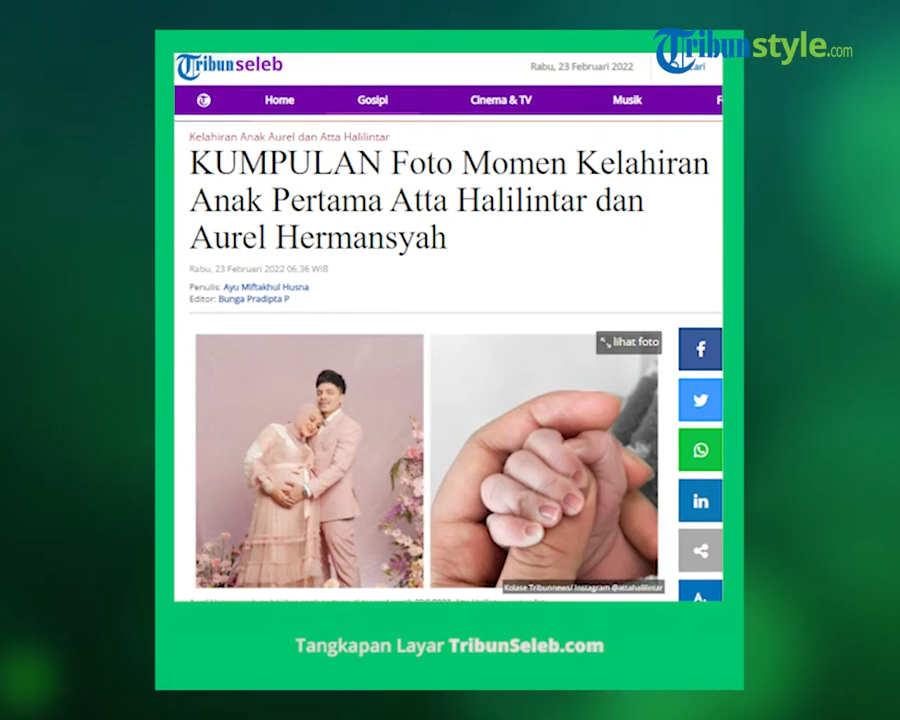 Tribunstyle.com
Tribunseleb
Rabu, 23 Februari 2022
Cari
Home
Gosipi
Cinema & TV
Musik
Kelahiran Anak Aurel dan Atta Halilintar
KUMPULAN Foto Momen Kelahiran
Anak Pertama Atta Halilintar dan
Aurel Hermansyah
Rabu, 23 Februari 2022 06:36 WIB
Penulis: Ayu Miftakhul Husna
Editor: Bunga Pradipta P
lihat foto
Kolase Tribunnews/ Instagram @attahalilintar
Tangkapan Layar TribunSeleb.com